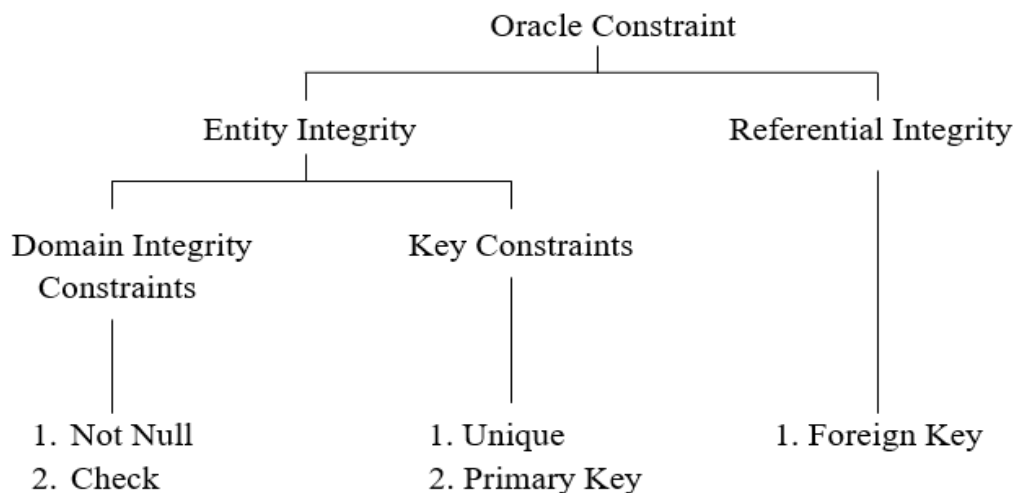 Oracle Constraint
Entity Integrity
Referential Integrity
Domain Integrity
Constraints
Key Constraints
1. Not Null
2. Check
1. Unique
2. Primary Key
1. Foreign Key